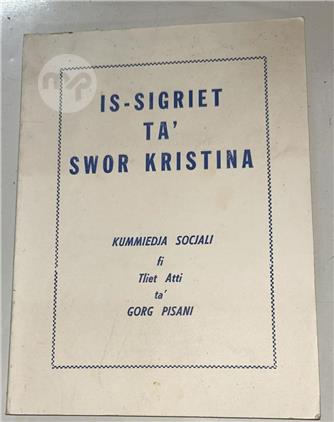 IS-SIGRIET
TA'
SWOR KRISTINA
KUMMIEDJA SOCJALI
fi
Tliet Atti
ta'
GORG PISANI